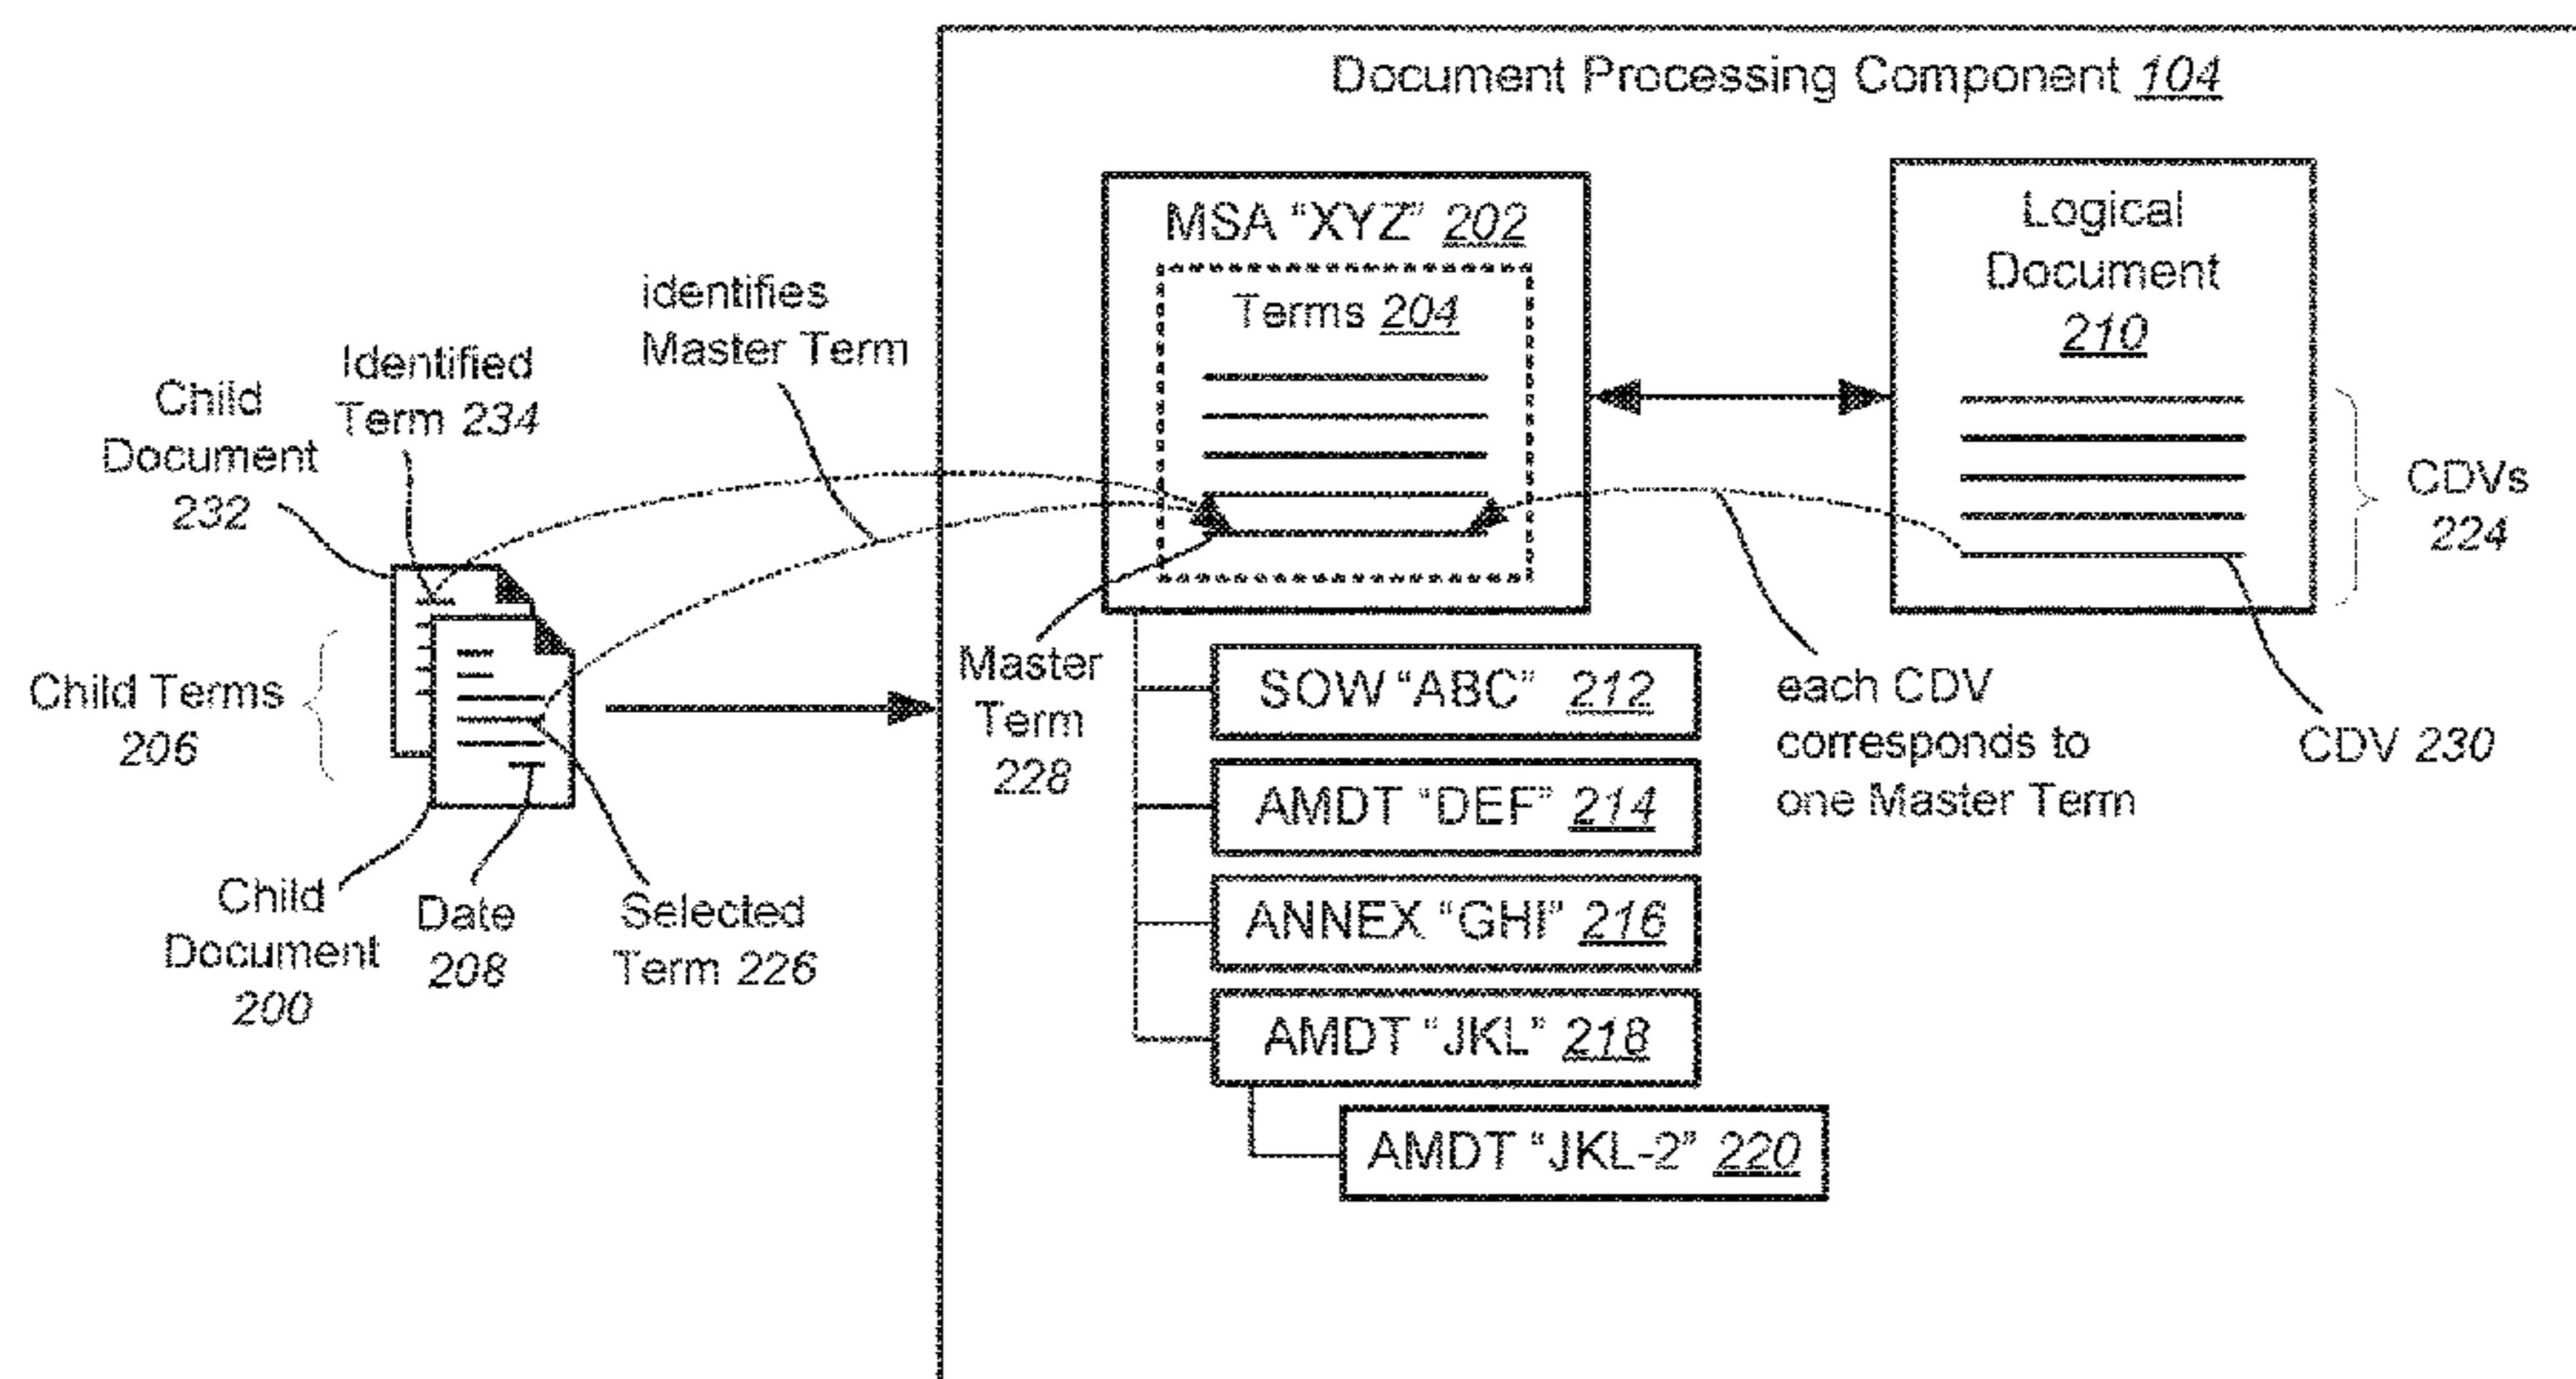 Document Processing Component 104
MSA “XYZ” 202
Terms 204
Logical
Document
210
identifies
Master Term
Identified
Term 234
Child
Document
232
CDVs
224
Child Terms
206
Master
Term
228
each CDV
corresponds to
one Master Term
CDV 230
SOW “ABC” 212
AMDT “DEF” 214
ANNEX “GHI” 216
AMDT “JKL” 218
AMDT “JKL-2” 220
Child
Document
200
Date
208
Selected
Term 226